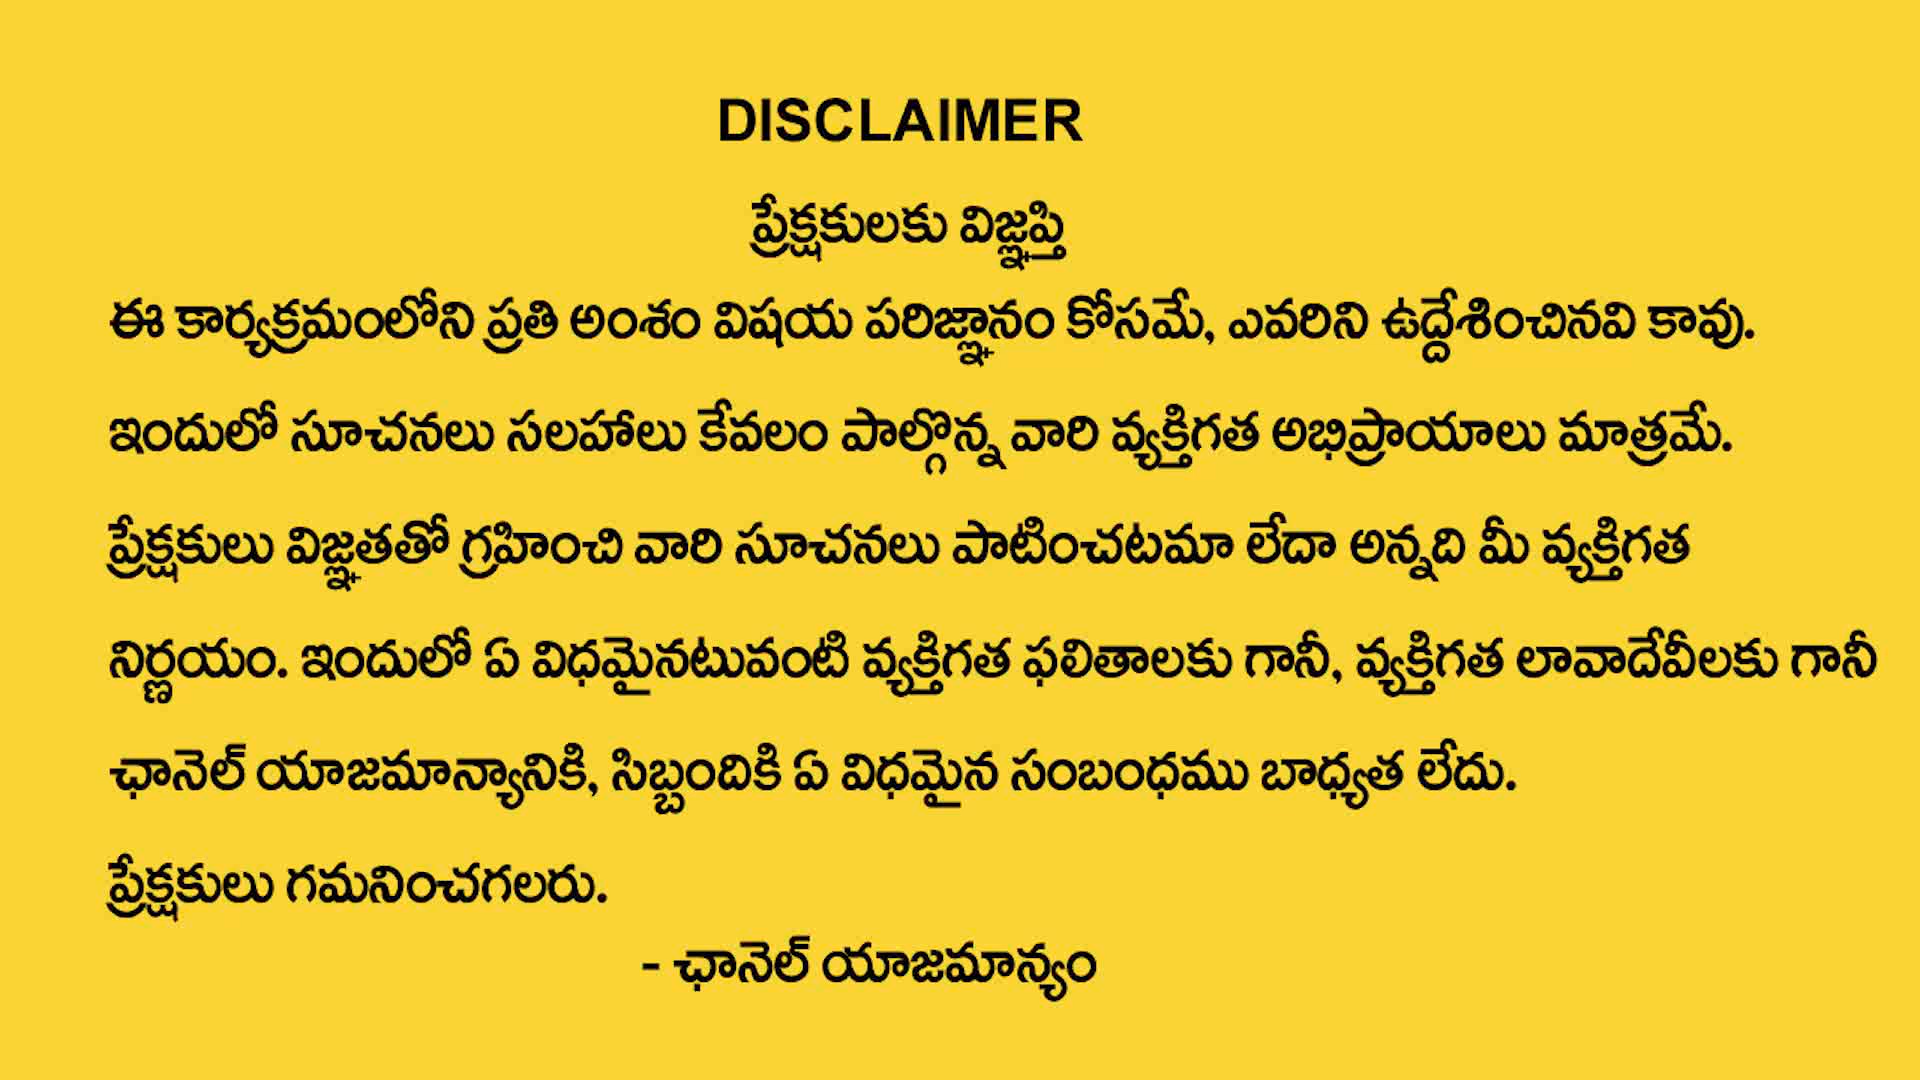 DISCLAIMER
ప్రేక్షకులకు విజ్ఞప్తి
ఈ కార్యక్రమంలోని ప్రతి అంశం విషయ పరిజ్ఞానం కోసమే, ఎవరిని ఉద్దేశించినవి కావు.
ఇందులో సూచనలు సలహాలు కేవలం పాల్గొన్న వారి వ్యక్తిగత అభిప్రాయాలు మాత్రమే.
ప్రేక్షకులు విజ్ఞతతో గ్రహించి వారి సూచనలు పాటించటమా లేదా అన్నది మీ వ్యక్తిగత
నిర్ణయం. ఇందులో ఏ విధమైనటువంటి వ్యక్తిగత ఫలితాలకు గానీ, వ్యక్తిగత లావాదేవీలకు గానీ
ఛానెల్ యాజమాన్యానికి, సిబ్బందికి ఏ విధమైన సంబంధము బాధ్యత లేదు.
ప్రేక్షకులు గమనించగలరు.
- ఛానెల్ యాజమాన్యం